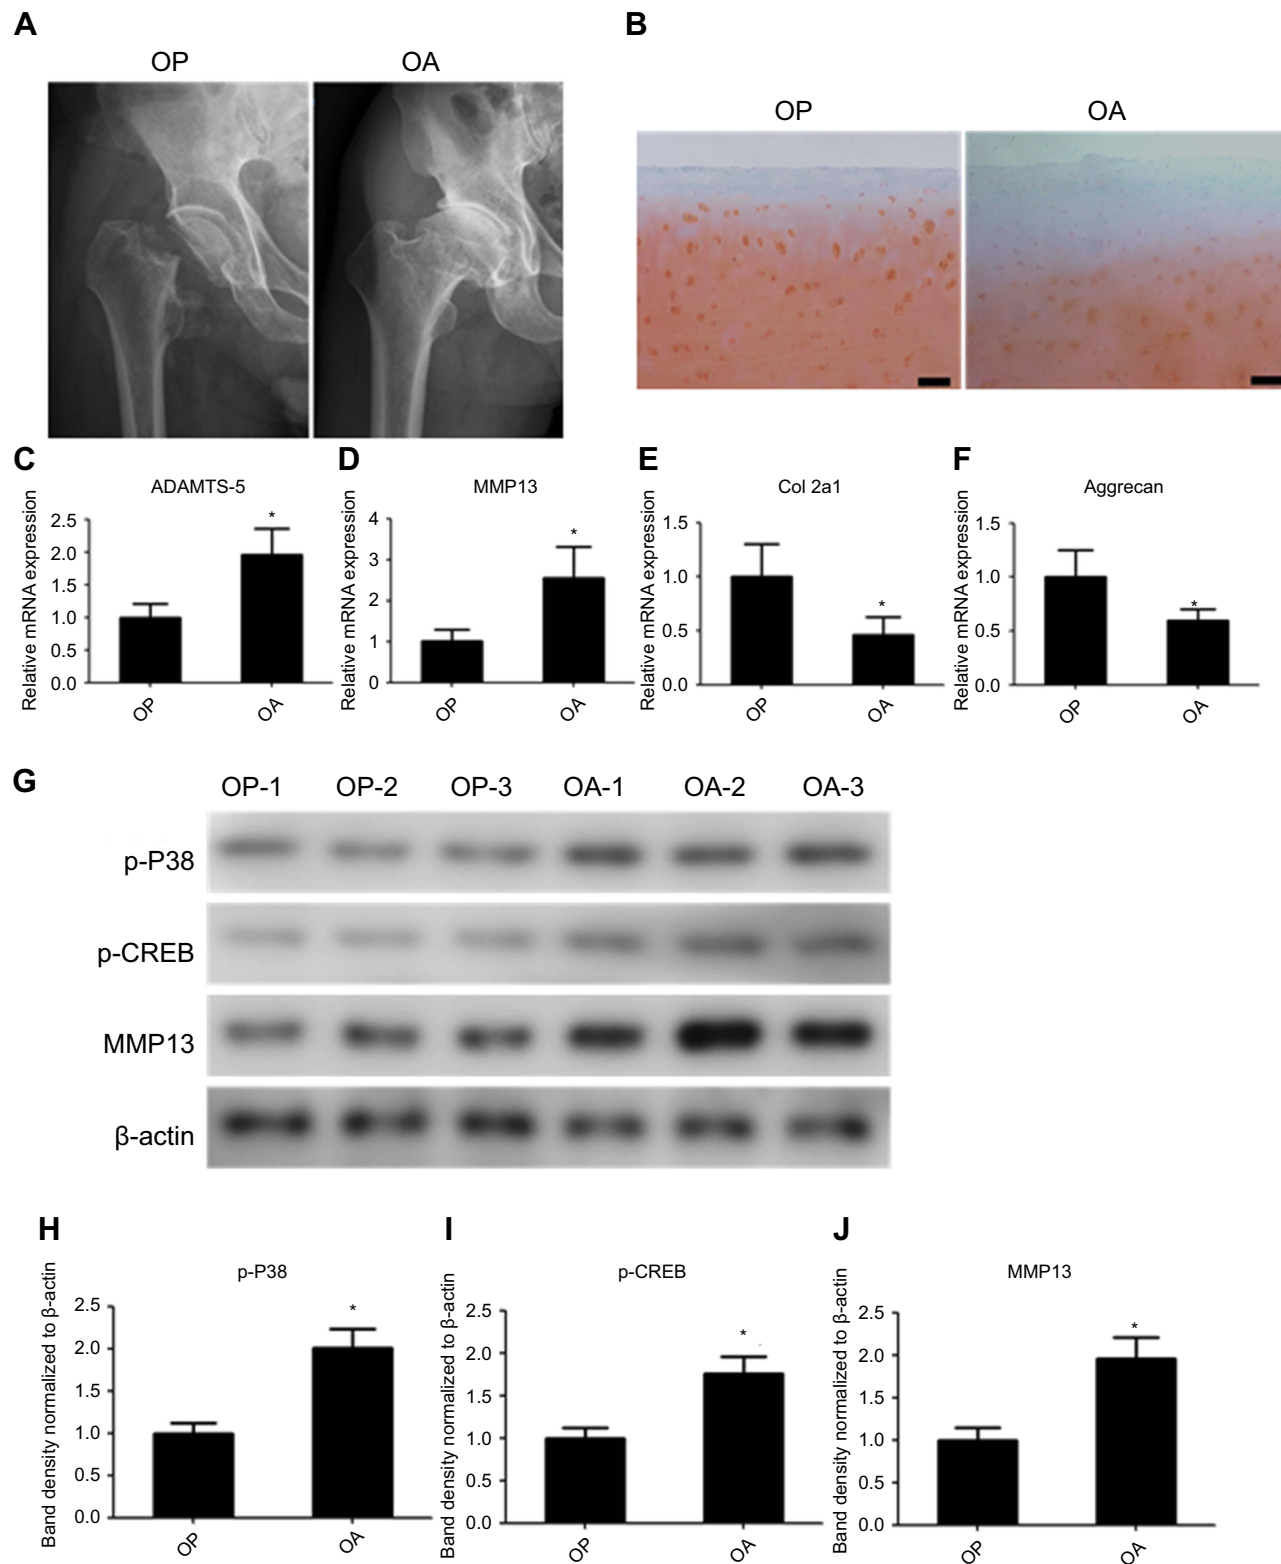 A
B
OP
OA
OP
OA
C
D
E
F
ADAMTS-5
MMP13
Col 2a1
Aggrecan
Relative mRNA expression
2.5
2.0
1.5
1.0
0.5
0.0
*
OP
OA
Relative mRNA expression
4
3
2
1
0
*
OP
OA
Relative mRNA expression
1.5
1.0
0.5
0.0
*
OP
OA
Relative mRNA expression
1.5
1.0
0.5
0.0
*
OP
OA
G
OP-1 OP-2 OP-3 OA-1 OA-2 OA-3
p-P38
p-CREB
MMP13
β-actin
H
I
J
p-P38
p-CREB
MMP13
Band density normalized to β-actin
2.5
2.0
1.5
1.0
0.5
0.0
*
OP
OA
Band density normalized to β-actin
2.5
2.0
1.5
1.0
0.5
0.0
*
OP
OA
Band density normalized to β-actin
2.5
2.0
1.5
1.0
0.5
0.0
*
OP
OA